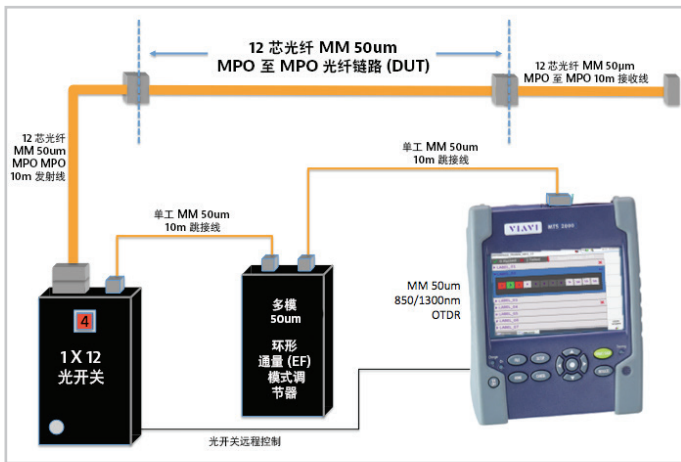 12 芯光纤 MM 50um
MPO 至 MPO 光纤链路 (DUT)
12 芯光纤 MM 50µm
MPO 至 MPO 10m 接收线
12 芯光纤
MM 50um
MPO MPO
10m 发射线
单工 MM 50um
10m 跳接线
单工 MM 50um
10m 跳接线
4
1 X 12
光开关
多模
50um
环形
通量 (EF)
模式调
节器
MM 50um
850/1300nm
OTDR
VIAVI
光开关远程控制